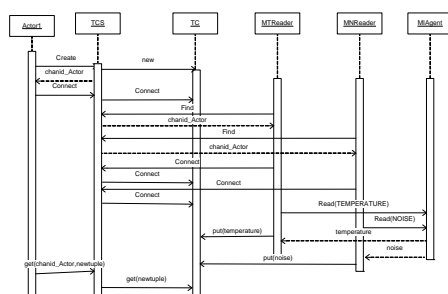 Actor1 TCS TC MTReader MNReader MIAgent
Create
new
chanid_Actor
Connect
Connect
Find
chanid_Actor
Find
chanid_Actor
Connect
Connect
Connect
Connect
Read(TEMPERATURE)
Read(NOISE)
put(temperature)
temperature
noise
put(noise)
get(chanid_Actor,newtuple)
get(newtuple)